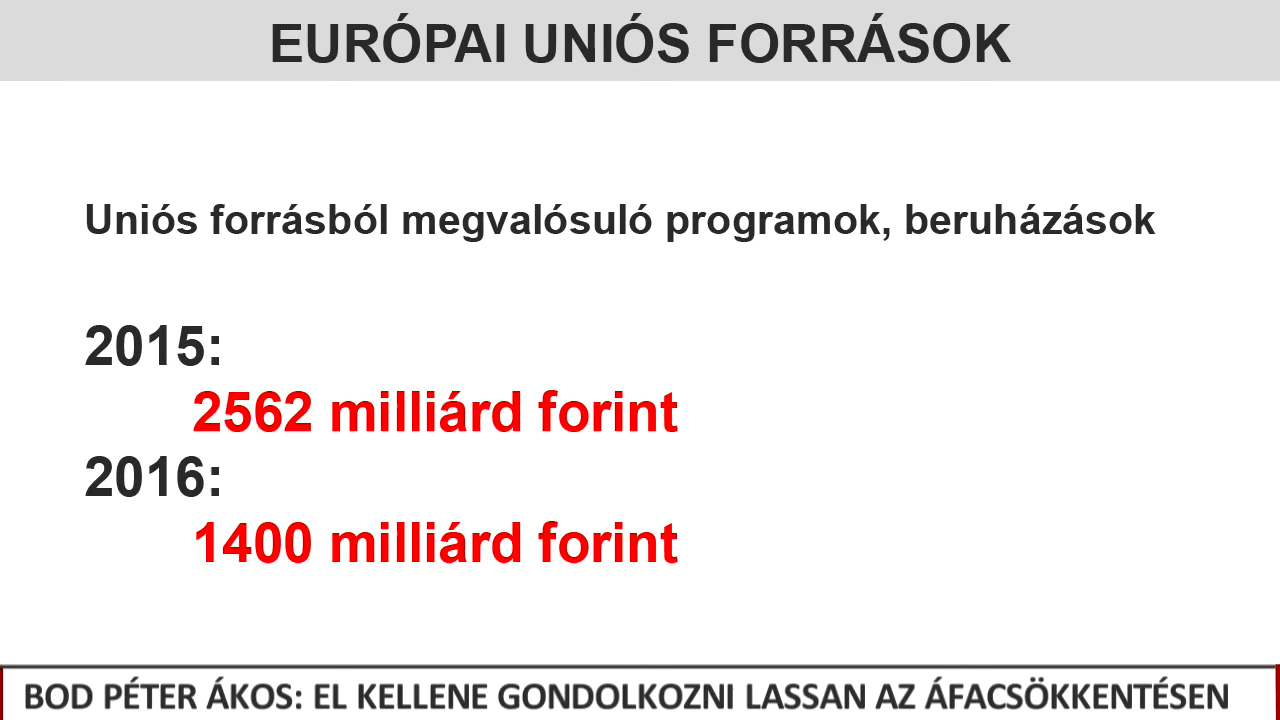 EURÓPAI UNIÓS FORRÁSOK
Uniós forrásból megvalósuló programok, beruházások
2015:
2562 milliárd forint
2016:
1400 milliárd forint
BOD PÉTER ÁKOS: EL KELLENE GONDOLKOZNI LASSAN AZ ÁFACSÖKKENTÉSEN